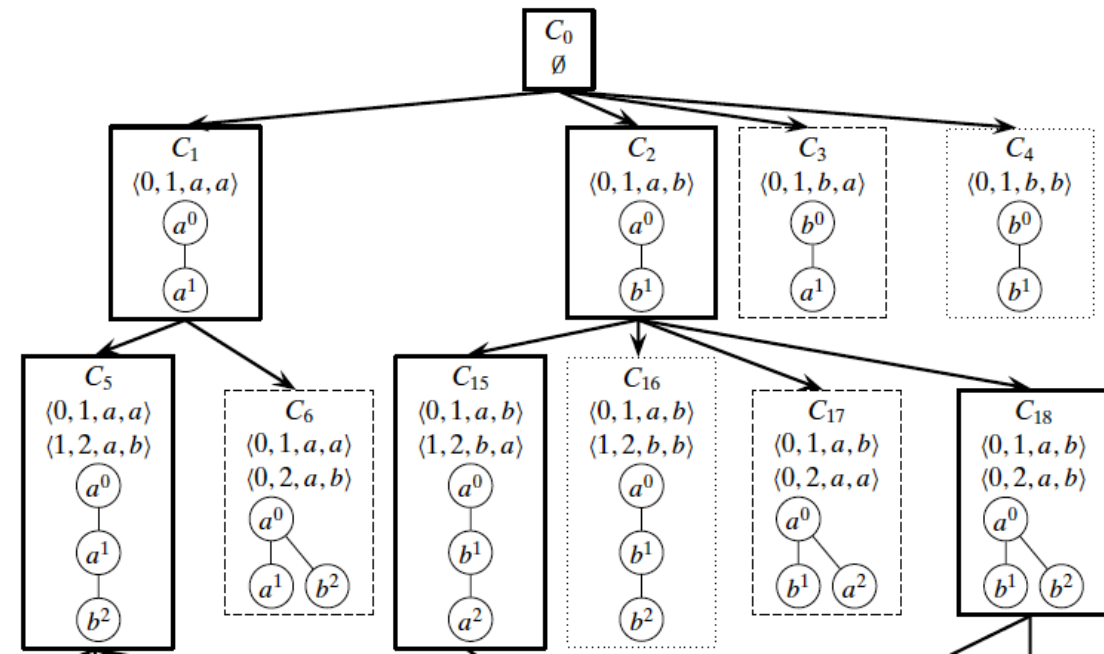 C₀
∅
C₁
⟨0, 1, a, a⟩
a⁰
a¹
C₂
⟨0, 1, a, b⟩
a⁰
b¹
C₃
⟨0, 1, b, a⟩
b⁰
a¹
C₄
⟨0, 1, b, b⟩
b⁰
b¹
C₅
⟨0, 1, a, a⟩
⟨1, 2, a, b⟩
a⁰
a¹
b²
C₆
⟨0, 1, a, a⟩
⟨0, 2, a, b⟩
a⁰
a¹ b²
C₁₅
⟨0, 1, a, b⟩
⟨1, 2, b, a⟩
a⁰
b¹
a²
C₁₆
⟨0, 1, a, b⟩
⟨1, 2, b, b⟩
a⁰
b¹
b²
C₁₇
⟨0, 1, a, b⟩
⟨0, 2, a, a⟩
a⁰
b¹ a²
C₁₈
⟨0, 1, a, b⟩
⟨0, 2, a, b⟩
a⁰
b¹ b²